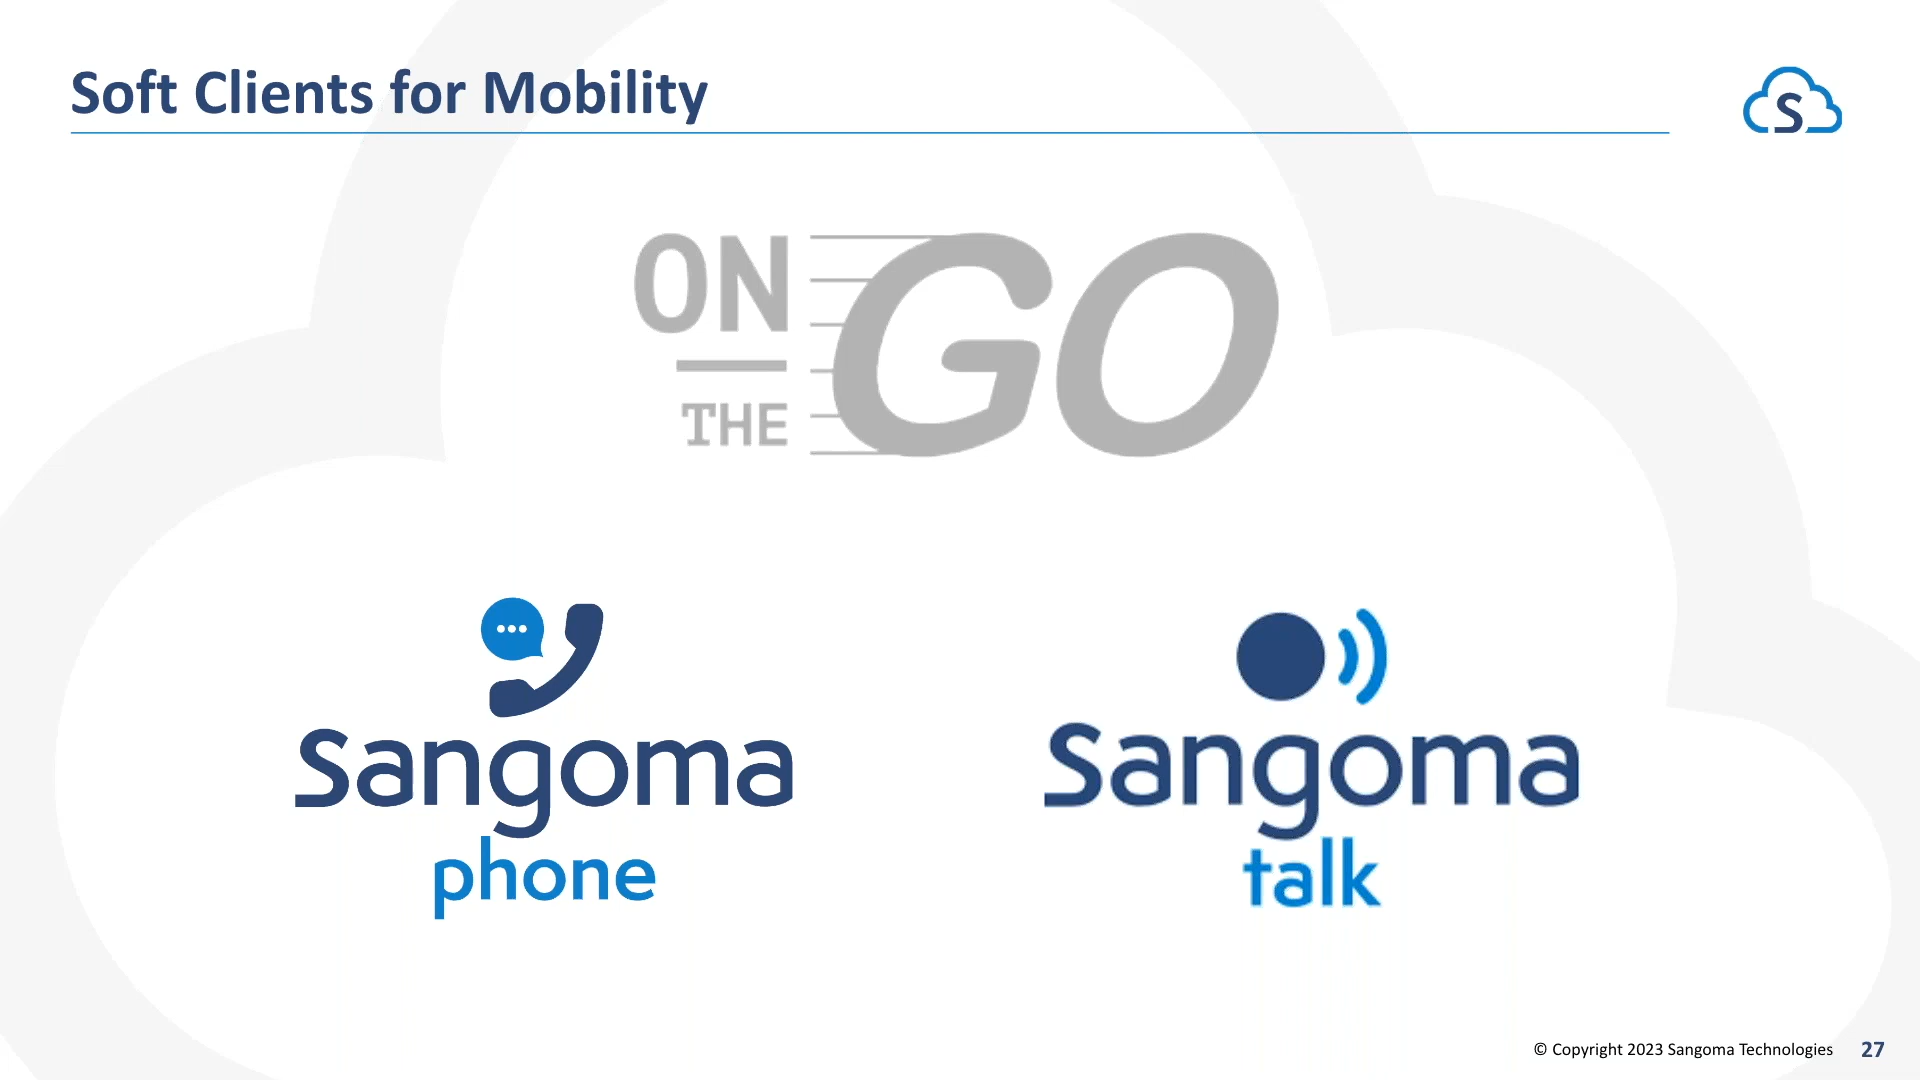 Soft Clients for Mobility
S
ON
THE
GO
Sangoma
phone
Sangoma
talk
© Copyright 2023 Sangoma Technologies
27